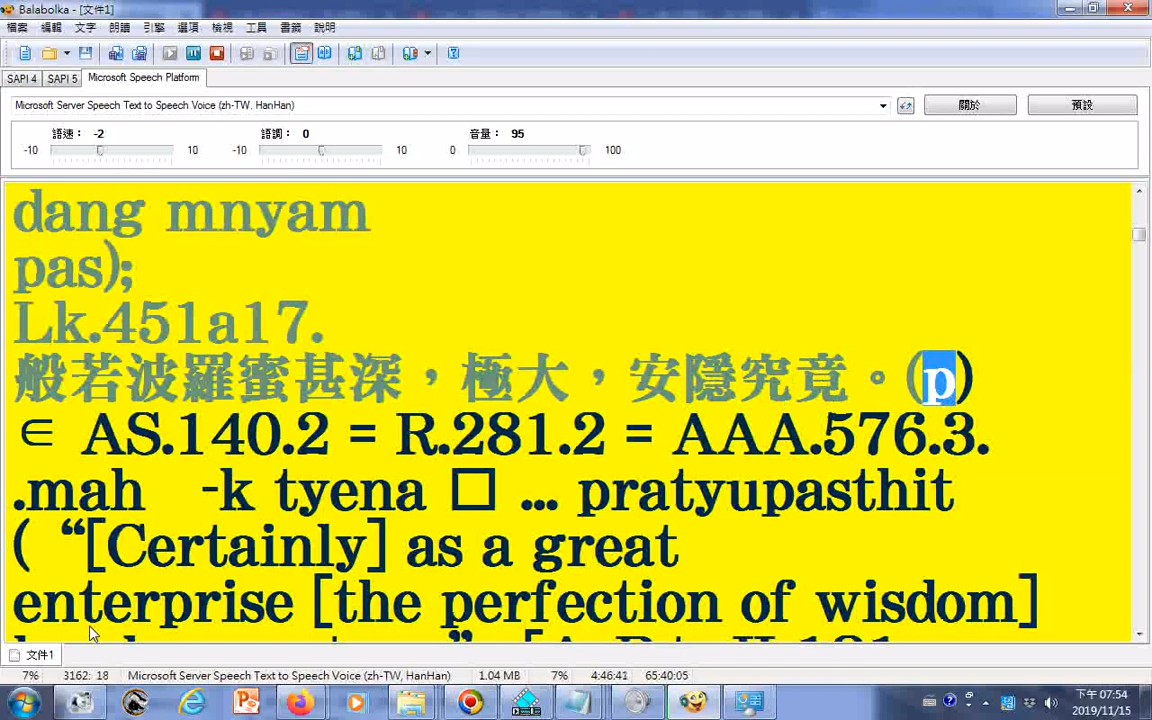 Balabolka - [文件1]
檔案 編輯 文字 朗讀 引擎 選項 檢視 工具 書籤 說明
SAPI 4 SAPI 5 Microsoft Speech Platform
Microsoft Server Speech Text to Speech Voice (zh-TW, HanHan) 關於 預設
語速: -2 語調: 0 音量: 95
-10 10 -10 10 0 100
dang mnyam
pas);
Lk.451a17.
般若波羅蜜甚深，極大，安隱究竟。(p)
∈ AS.140.2 = R.281.2 = AAA.576.3.
.mah -k tyena □ ... pratyupasthit
( “[Certainly] as a great
enterprise [the perfection of wisdom]
文件1
7% 3162: 18 Microsoft Server Speech Text to Speech Voice (zh-TW, HanHan) 1.04 MB 7% 4:46:41 65:40:05
下午 07:54
2019/11/15